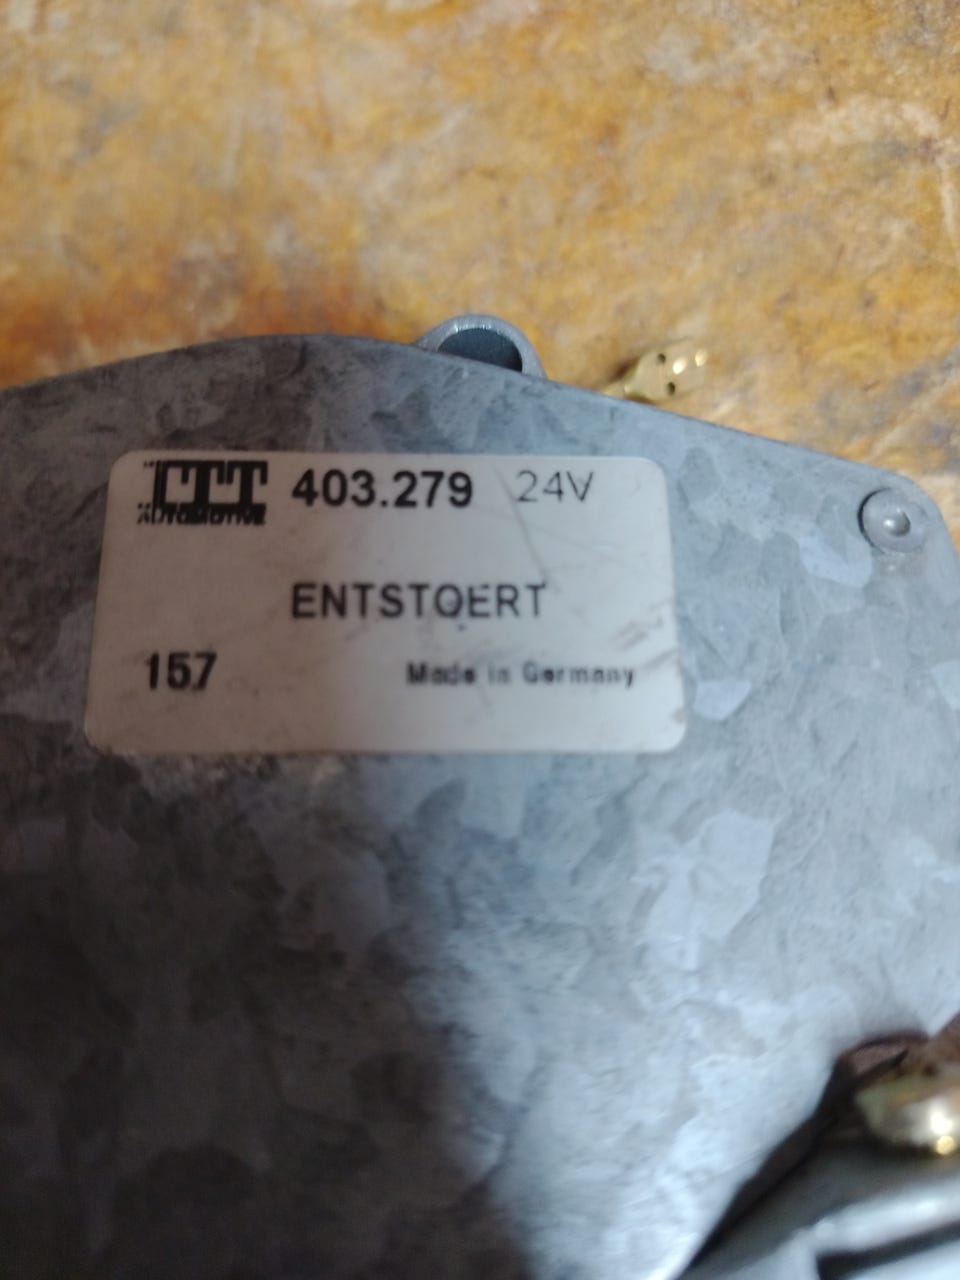 ITT 403.279 24V
AUTOMOTIVE
ENTSTOERT
157 Made in Germany